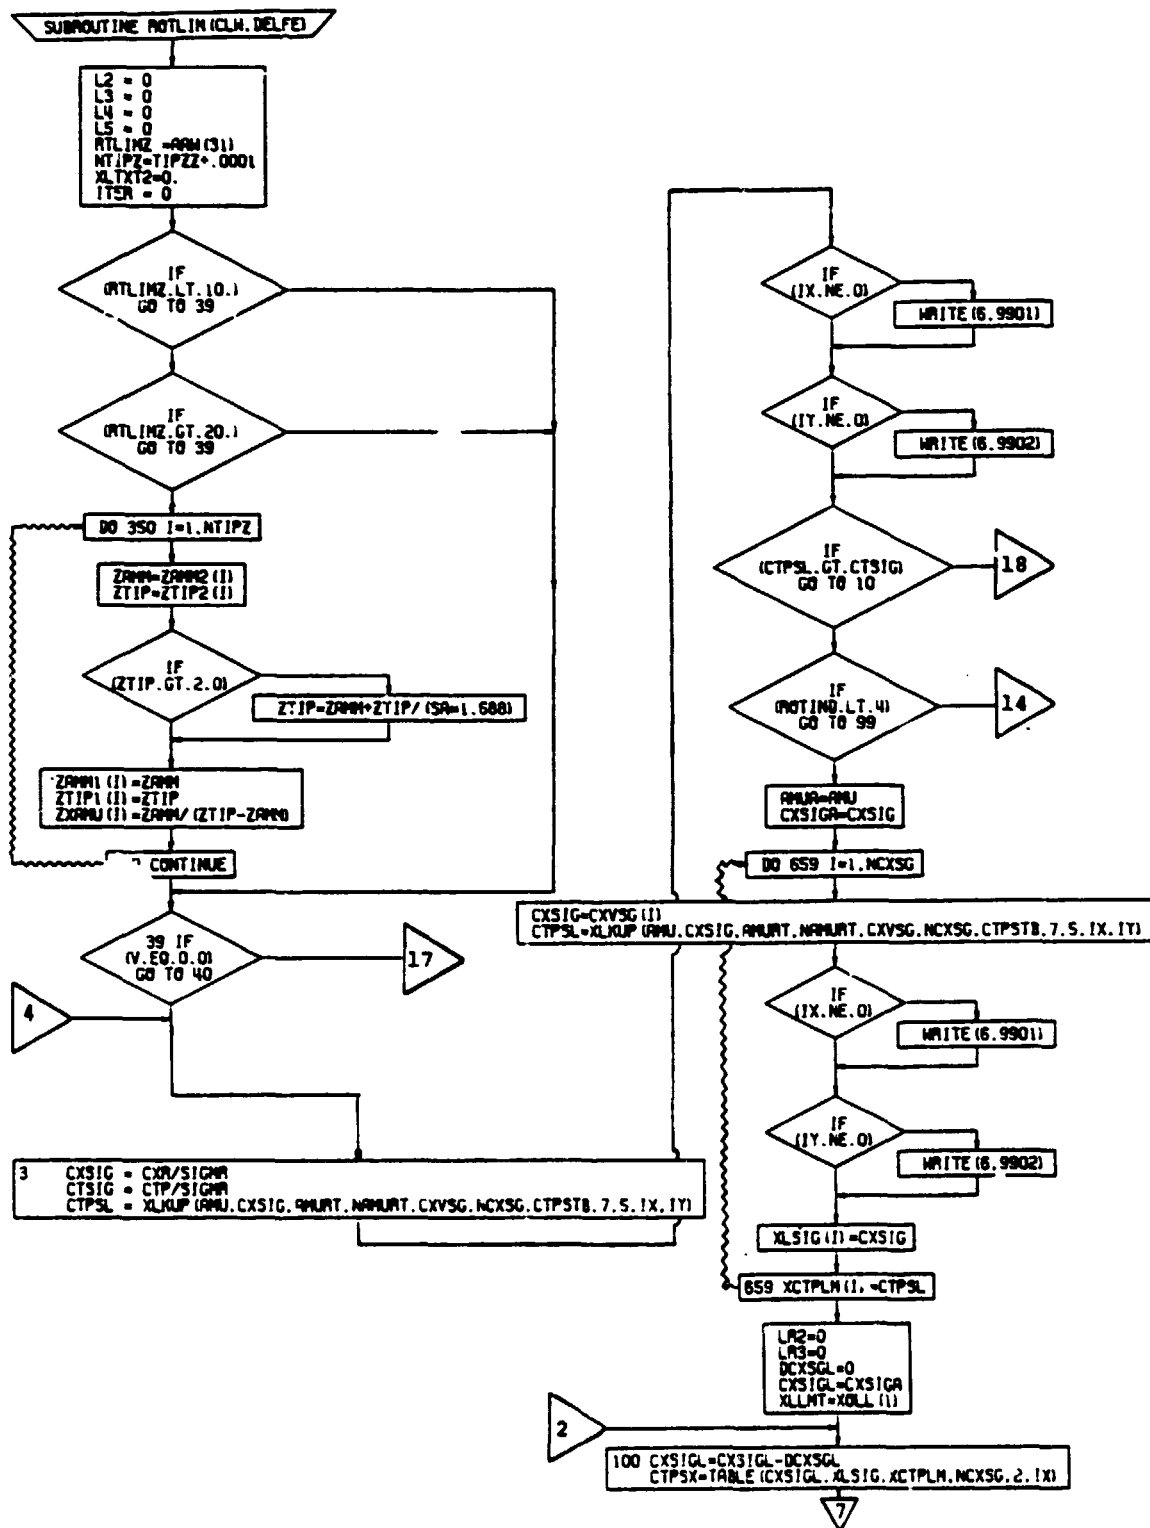 SUBROUTINE ROTLIM(CLW,DELFE)
L2 = 0
L3 = 0
L4 = 0
L5 = 0
RTLIMZ =AAW(31)
NTIPZ=TIPZZ+.0001
XLTXT2=0.
ITER = 0
IF
(RTLIMZ.LT.10.)
GO TO 39
IF
(RTLIMZ.GT.20.)
GO TO 39
DO 350 I=1,NTIPZ
ZAMM=ZAMM2(I)
ZTIP=ZTIP2(I)
IF
(ZTIP.GT.2.0)
ZTIP=ZAMM+ZTIP/(SA*1.688)
ZAMM1(I)=ZAMM
ZTIP1(I)=ZTIP
ZXAMU(I)=ZAMM/(ZTIP-ZAMM)
CONTINUE
39 IF
(V.EQ.0.0)
GO TO 40
17
4
3 CXSIG = CXR/SIGMR
CTSIG = CTP/SIGMR
CTPSL = XLKUP(AMU,CXSIG,AMURT,NAMURT,CXVSG,NCXSG,CTPSTB,7,5,IX,IY)
IF
(IX.NE.0)
WRITE(6,9901)
IF
(IY.NE.0)
WRITE(6,9902)
IF
(CTPSL.GT.CTSIG)
GO TO 10
18
IF
(ROTIND.LT.4)
GO TO 99
14
AMUA=AMU
CXSIGA=CXSIG
DO 659 I=1,NCXSG
CXSIG=CXVSG(I)
CTPSL=XLKUP(AMU,CXSIG,AMURT,NAMURT,CXVSG,NCXSG,CTPSTB,7,5,IX,IY)
IF
(IX.NE.0)
WRITE(6,9901)
IF
(IY.NE.0)
WRITE(6,9902)
XLSIG(I)=CXSIG
659 XCTPLM(I) =CTPSL
LR2=0
LR3=0
DCXSGL=0
CXSIGL=CXSIGA
XLLMT=XOLL(1)
2
100 CXSIGL=CXSIGL-DCXSGL
CTPSX=TABLE(CXSIGL,XLSIG,XCTPLM,NCXSG,2,IX)
7